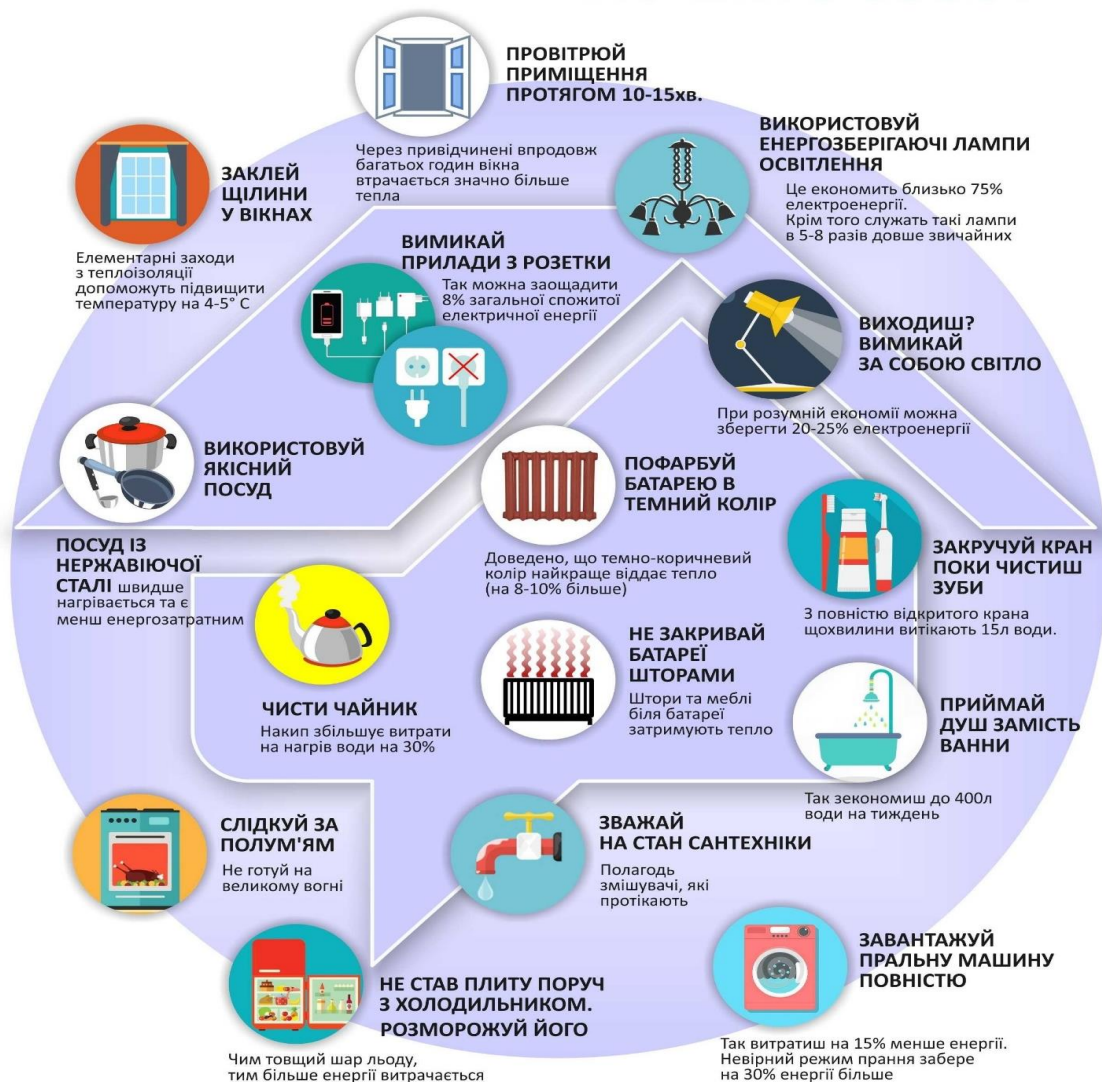 ПРОВІТРЮЙ
ПРИМІЩЕННЯ
ПРОТЯГОМ 10-15хв.
Через привідчинені впродовж
багатьох годин вікна
втрачається значно більше
тепла
ВИКОРИСТОВУЙ
ЕНЕРГОЗБЕРІГАЮЧІ ЛАМПИ
ОСВІТЛЕННЯ
Це економить близько 75%
електроенергії.
Крім того служать такі лампи
в 5-8 разів довше звичайних
ЗАКЛЕЙ
ЩІЛИНИ
У ВІКНАХ
Елементарні заходи
з теплоізоляції
допоможуть підвищити
температуру на 4-5° С
ВИМИКАЙ
ПРИЛАДИ З РОЗЕТКИ
Так можна заощадити
8% загальної спожитої
електричної енергії
ВИХОДИШ?
ВИМИКАЙ
ЗА СОБОЮ СВІТЛО
При розумній економії можна
зберегти 20-25% електроенергії
ВИКОРИСТОВУЙ
ЯКІСНИЙ
ПОСУД
ПОСУД ІЗ
НЕРЖАВІЮЧОЇ
СТАЛІ швидше
нагрівається та є
менш енергозатратним
ПОФАРБУЙ
БАТАРЕЮ В
ТЕМНИЙ КОЛІР
Доведено, що темно-коричневий
колір найкраще віддає тепло
(на 8-10% більше)
ЗАКРУЧУЙ КРАН
ПОКИ ЧИСТИШ
ЗУБИ
З повністю відкритого крана
щохвилини витікають 15л води.
ЧИСТИ ЧАЙНИК
Накип збільшує витрати
на нагрів води на 30%
НЕ ЗАКРИВАЙ
БАТАРЕЇ
ШТОРАМИ
Штори та меблі
біля батареї
затримують тепло
ПРИЙМАЙ
ДУШ ЗАМІСТЬ
ВАННИ
Так зекономиш до 400л
води на тиждень
СЛІДКУЙ ЗА
ПОЛУМ'ЯМ
Не готуй на
великому вогні
ЗВАЖАЙ
НА СТАН САНТЕХНІКИ
Полагодь
змішувачі, які
протікають
НЕ СТАВ ПЛИТУ ПОРУЧ
З ХОЛОДИЛЬНИКОМ.
РОЗМОРОЖУЙ ЙОГО
Чим товщий шар льоду,
тим більше енергії витрачається
ЗАВАНТАЖУЙ
ПРАЛЬНУ МАШИНУ
ПОВНІСТЮ
Так витратиш на 15% менше енергії.
Невірний режим прання забере
на 30% енергії більше